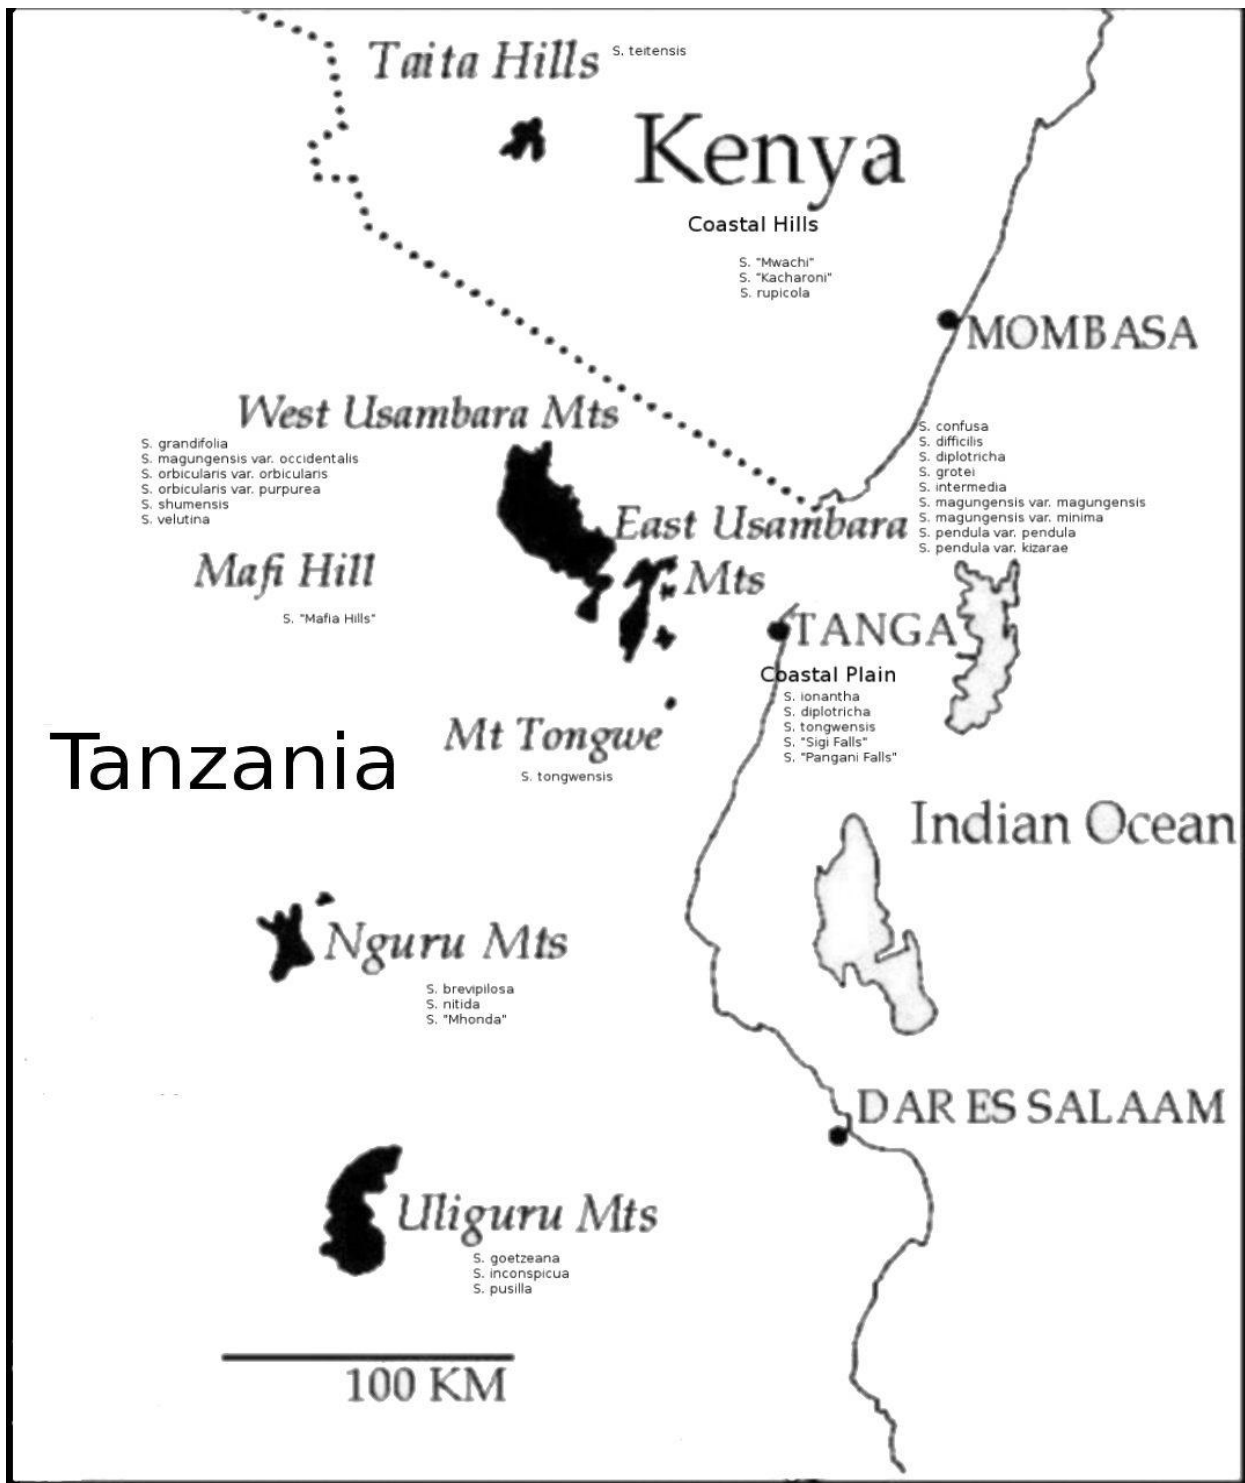 Taita Hills
S. teitensis
Kenya
Coastal Hills
S. "Mwachi"
S. "Kacharoni"
S. rupicola
MOMBASA
West Usambara Mts
S. grandifolia
S. magungensis var. occidentalis
S. orbicularis var. orbicularis
S. orbicularis var. purpurea
S. shumensis
S. velutina
S. confusa
S. difficilis
S. diplotricha
S. grotei
S. intermedia
S. magungensis var. magungensis
S. magungensis var. minima
S. pendula var. pendula
S. pendula var. kizarae
East Usambara
Mts
Mafi Hill
S. "Mafia Hills"
TANGA
Coastal Plain
S. ionantha
S. diplotricha
S. tongwensis
S. "Sigi Falls"
S. "Pangani Falls"
Tanzania
Mt Tongwe
S. tongwensis
Indian Ocean
Nguru Mts
S. brevipilosa
S. nitida
S. "Mhonda"
DAR ES SALAAM
Uliguru Mts
S. goetzeana
S. inconspicua
S. pusilla
100 KM